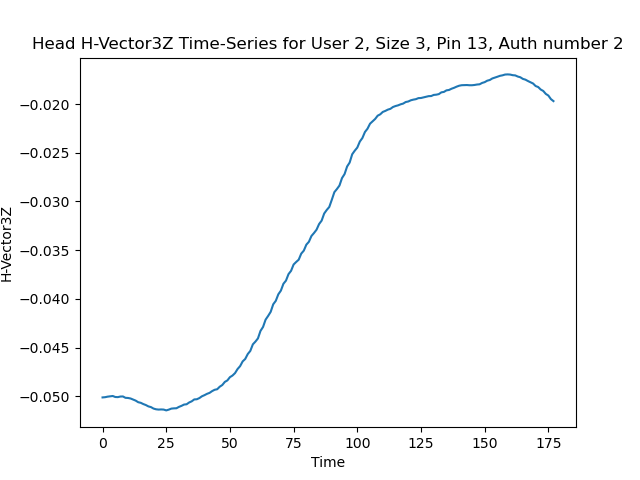 Head H-Vector3Z Time-Series for User 2, Size 3, Pin 13, Auth number 2
−0.020
−0.025
−0.030
−0.035
−0.040
−0.045
−0.050
H-Vector3Z
0 25 50 75 100 125 150 175
Time